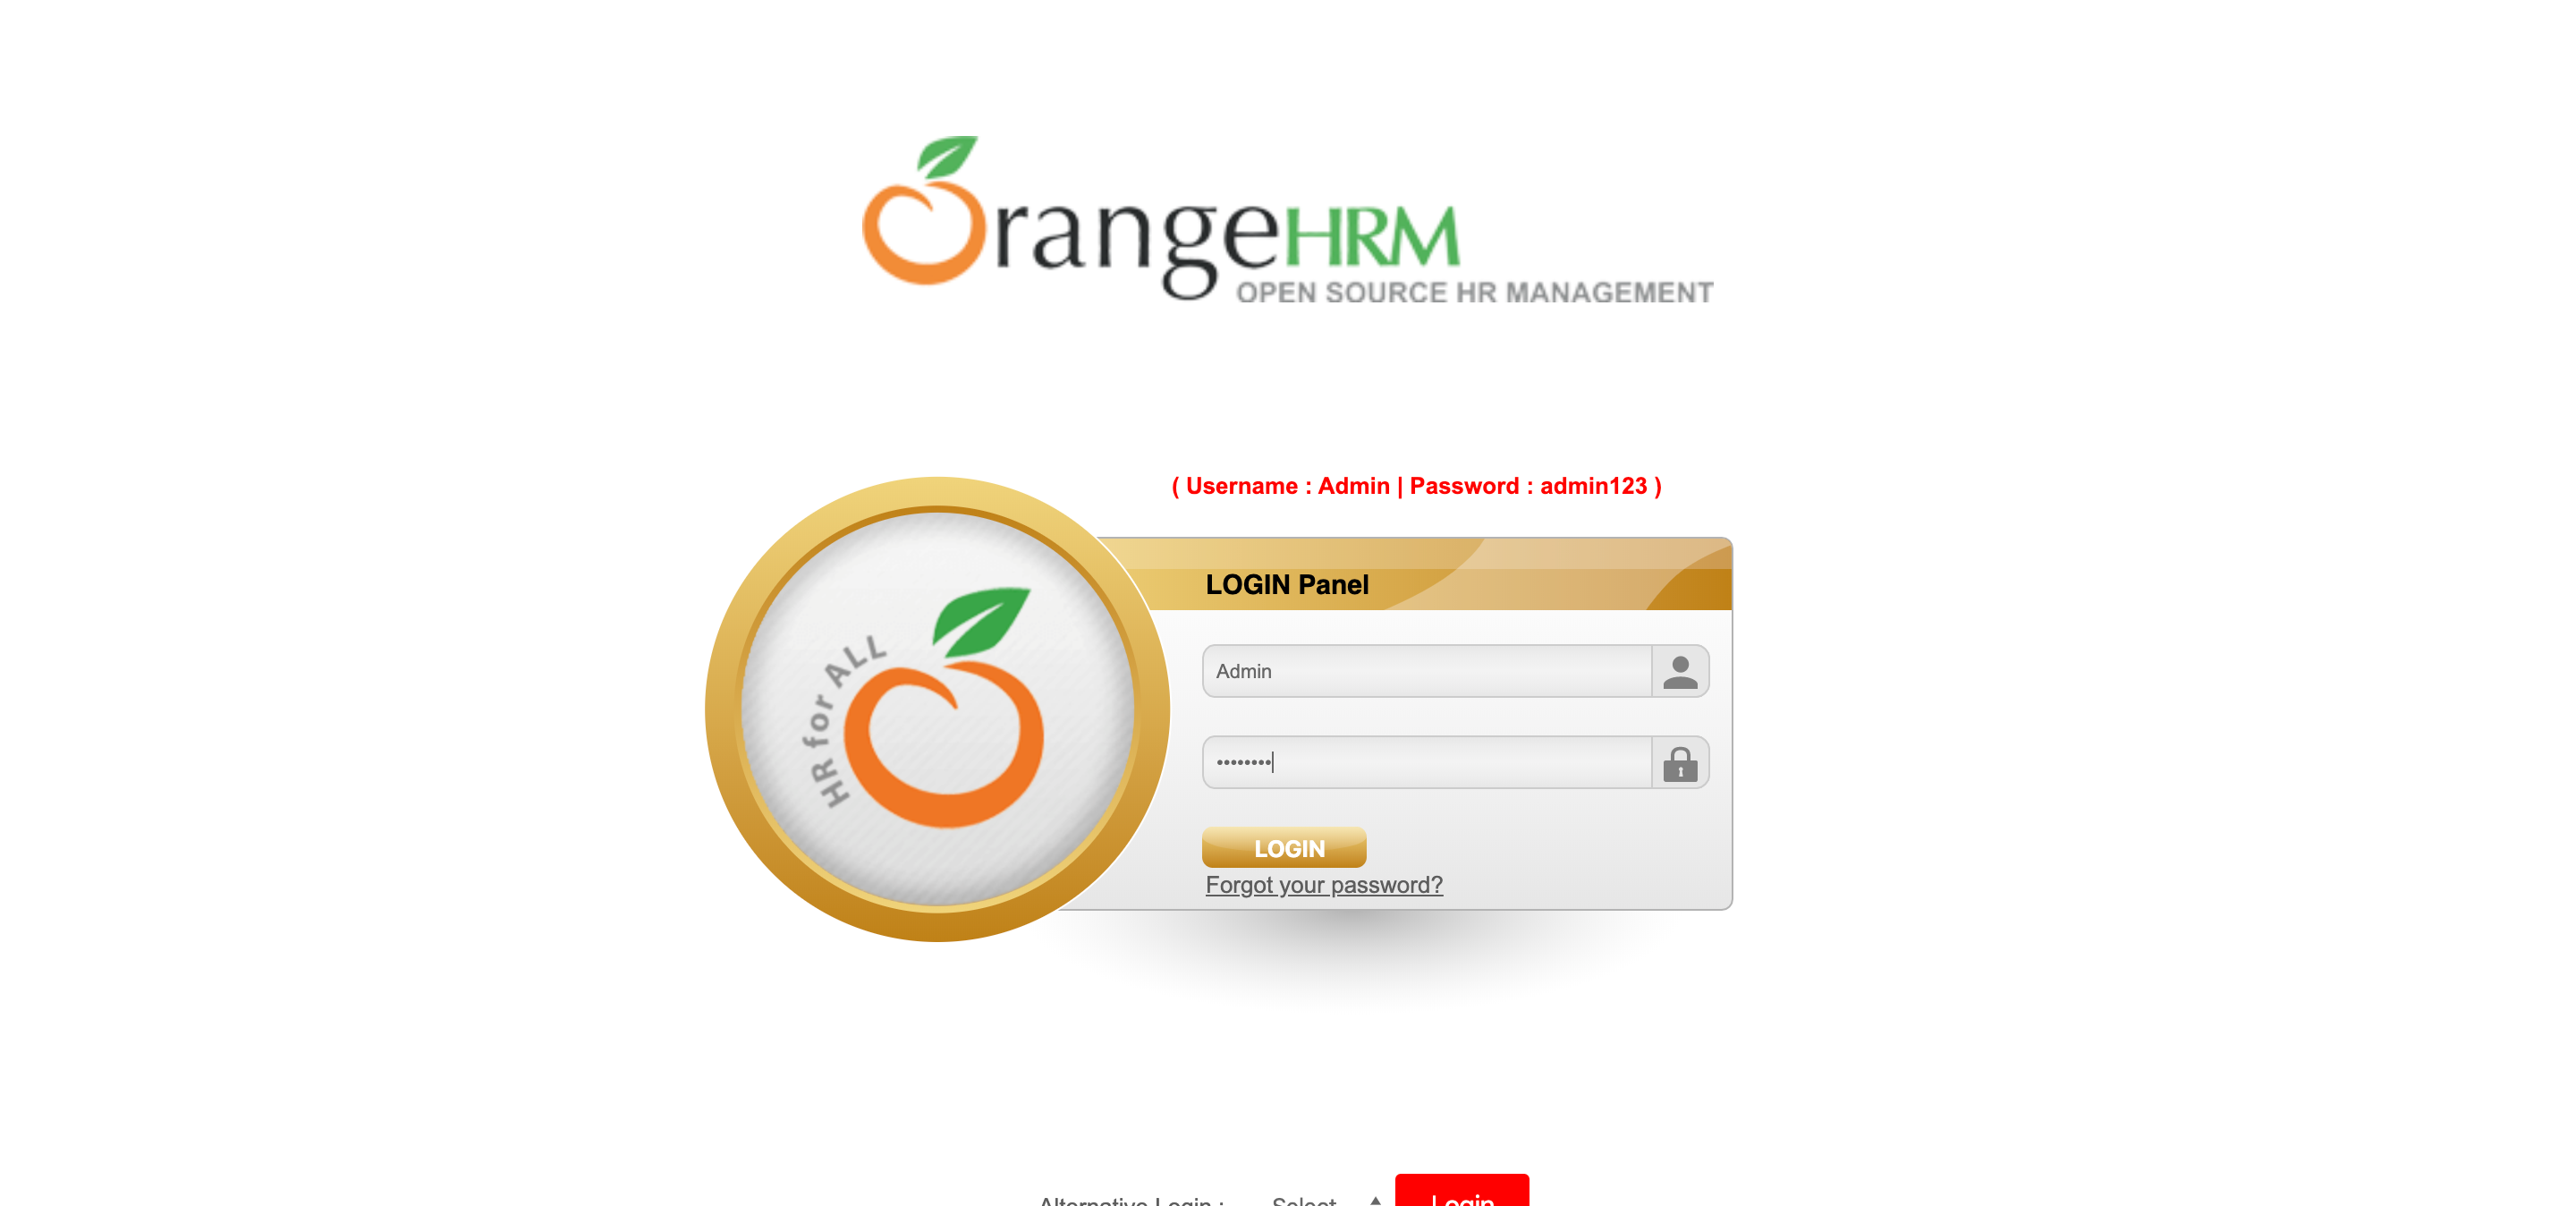 OrangeHRM
OPEN SOURCE HR MANAGEMENT
( Username : Admin | Password : admin123 )
LOGIN Panel
HR for ALL
Admin
••••••••
LOGIN
Forgot your password?
Alternative Login : Select Login